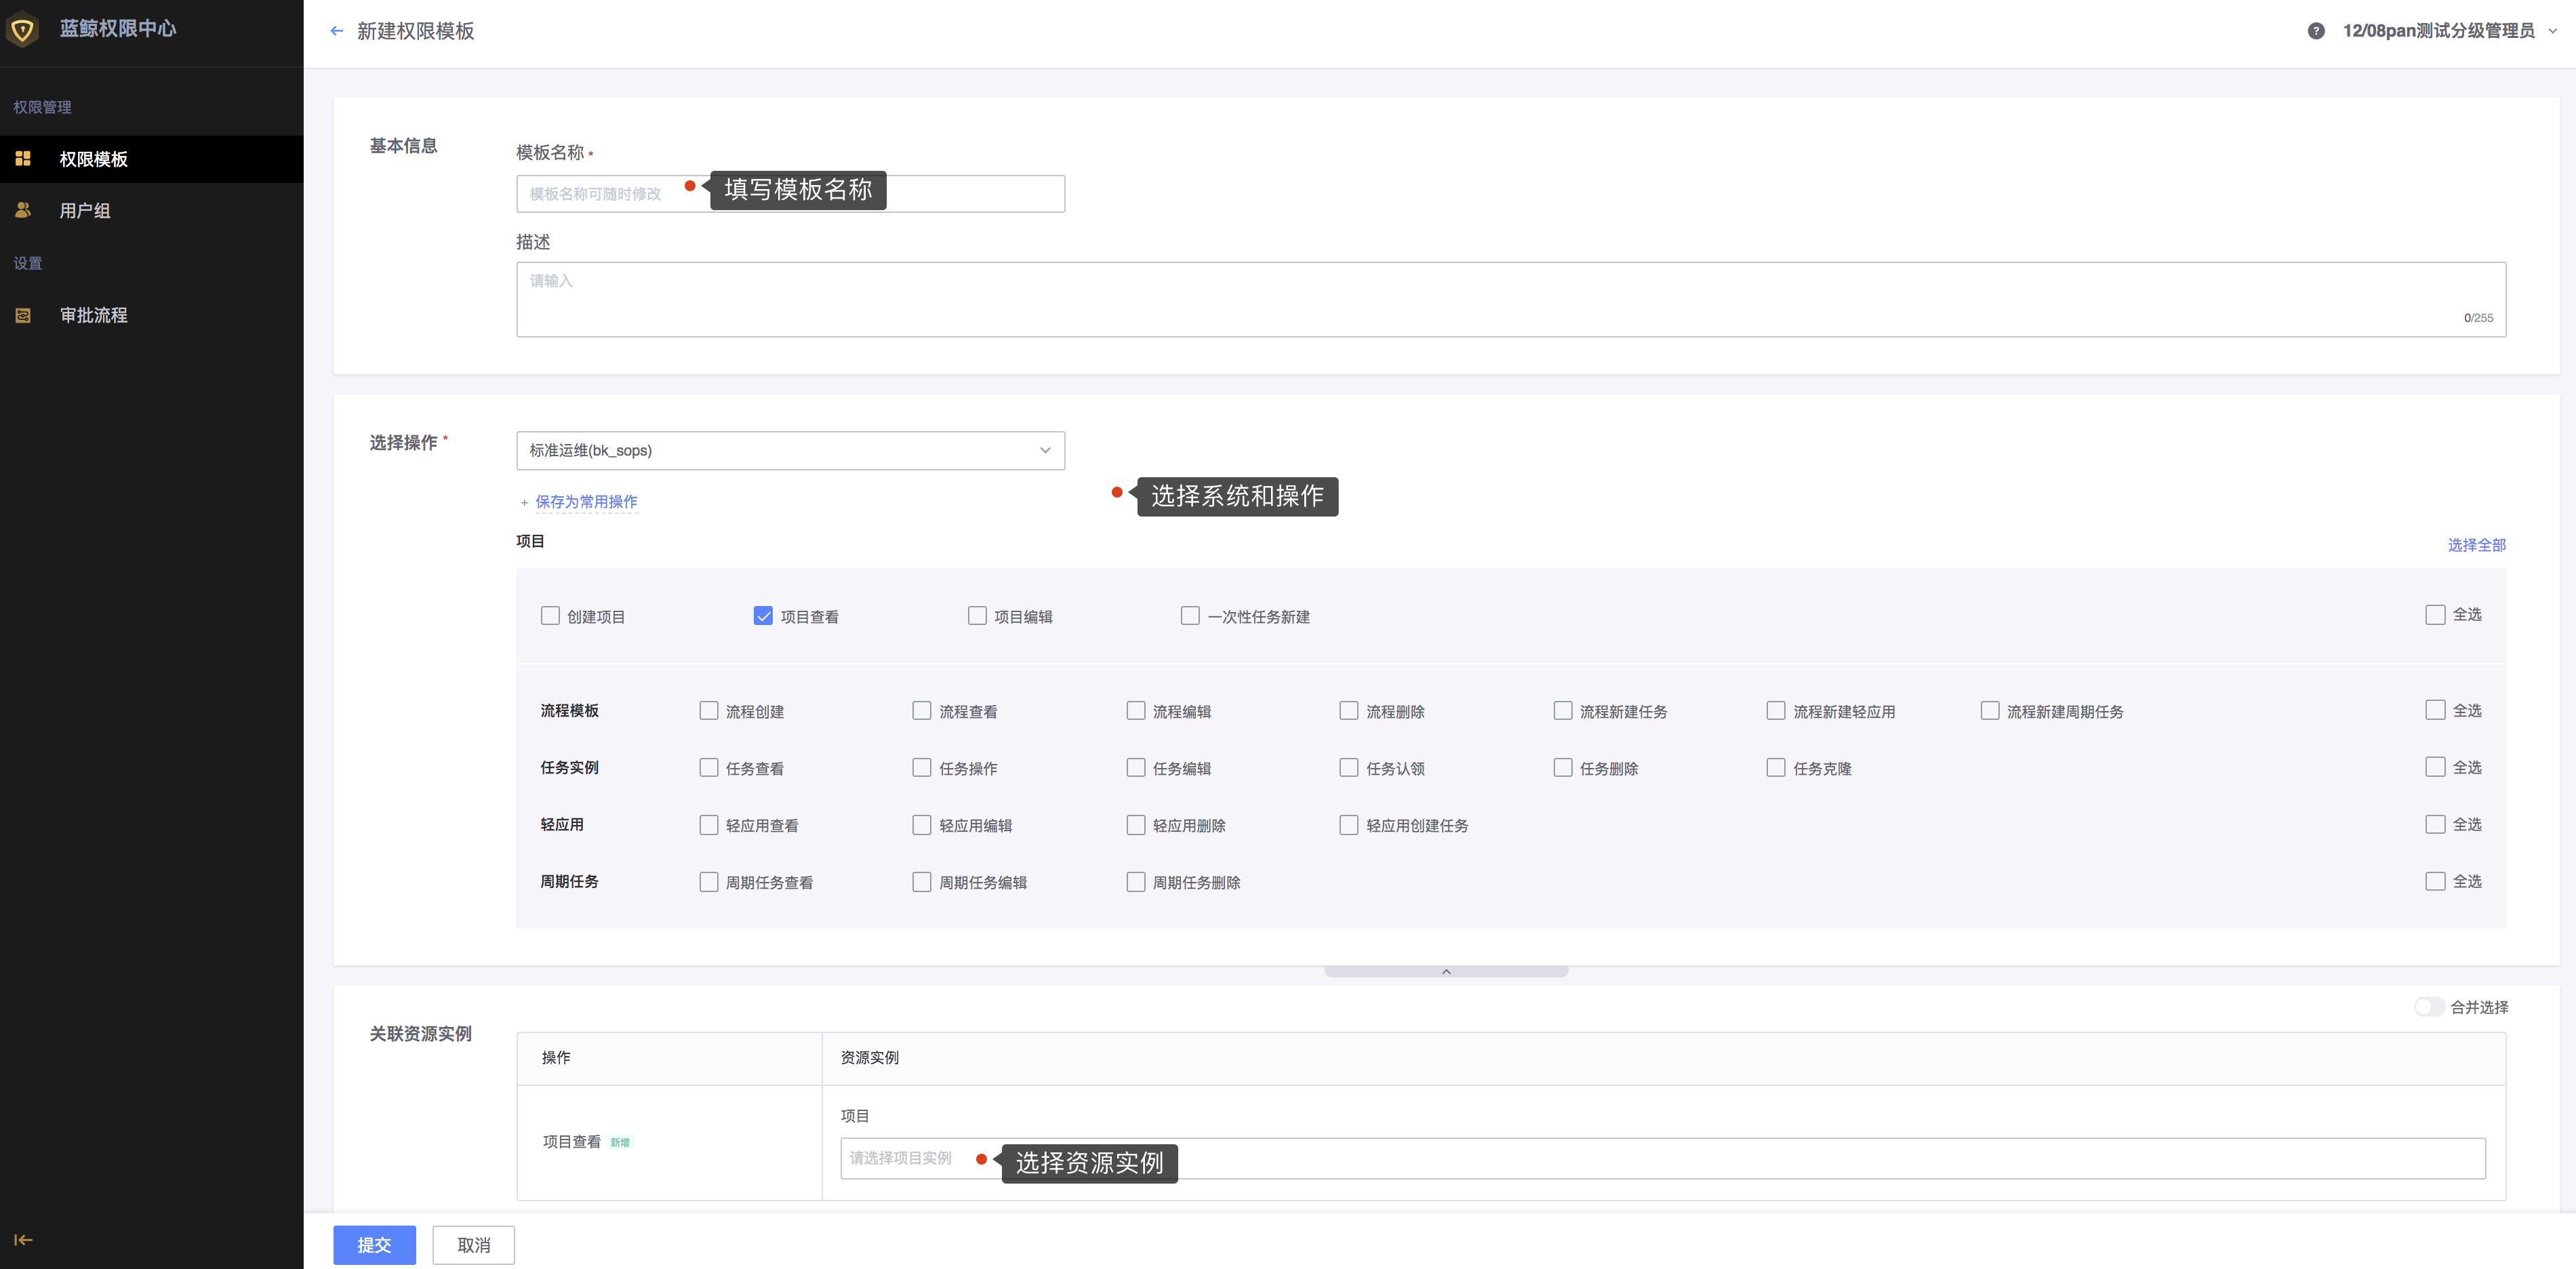 蓝鲸权限中心
新建权限模板
12/08pan测试分级管理员
权限管理
权限模板
用户组
设置
审批流程
基本信息
模板名称 *
模板名称可随时修改
填写模板名称
描述
请输入
0/255
选择操作 *
标准运维(bk_sops)
+ 保存为常用操作
选择系统和操作
项目
选择全部
创建项目 项目查看 项目编辑 一次性任务新建 全选
流程模板 流程创建 流程查看 流程编辑 流程删除 流程新建任务 流程新建轻应用 流程新建周期任务 全选
任务实例 任务查看 任务操作 任务编辑 任务认领 任务删除 任务克隆 全选
轻应用 轻应用查看 轻应用编辑 轻应用删除 轻应用创建任务 全选
周期任务 周期任务查看 周期任务编辑 周期任务删除 全选
合并选择
关联资源实例
操作 资源实例
项目
项目查看 新增
请选择项目实例
选择资源实例
提交 取消